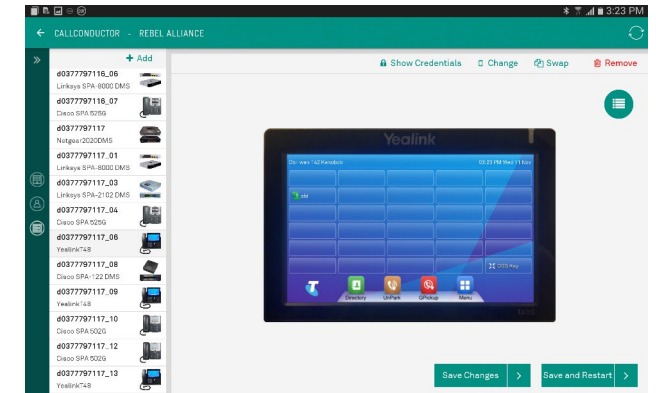 3:23 PM
CALLCONDUCTOR - REBEL ALLIANCE
+ Add
Show Credentials
Change
Swap
Remove
d0377797116_06
Linksys SPA-8000 DMS
d0377797116_07
Cisco SPA 525G
d0377797117
Netgear2020DMS
d0377797117_01
Linksys SPA-8000 DMS
d0377797117_03
Linksys SPA-2102 DMS
d0377797117_04
Cisco SPA 525G
d0377797117_06
YealinkT48
d0377797117_08
Cisco SPA-122 DMS
d0377797117_09
YealinkT48
d0377797117_10
Cisco SPA 502G
d0377797117_12
Cisco SPA 502G
d0377797117_13
YealinkT48
Yealink
03:23 PM Wed 11 Nov
DSS Key
Directory
UnPark
GPickup
Menu
Save Changes
Save and Restart